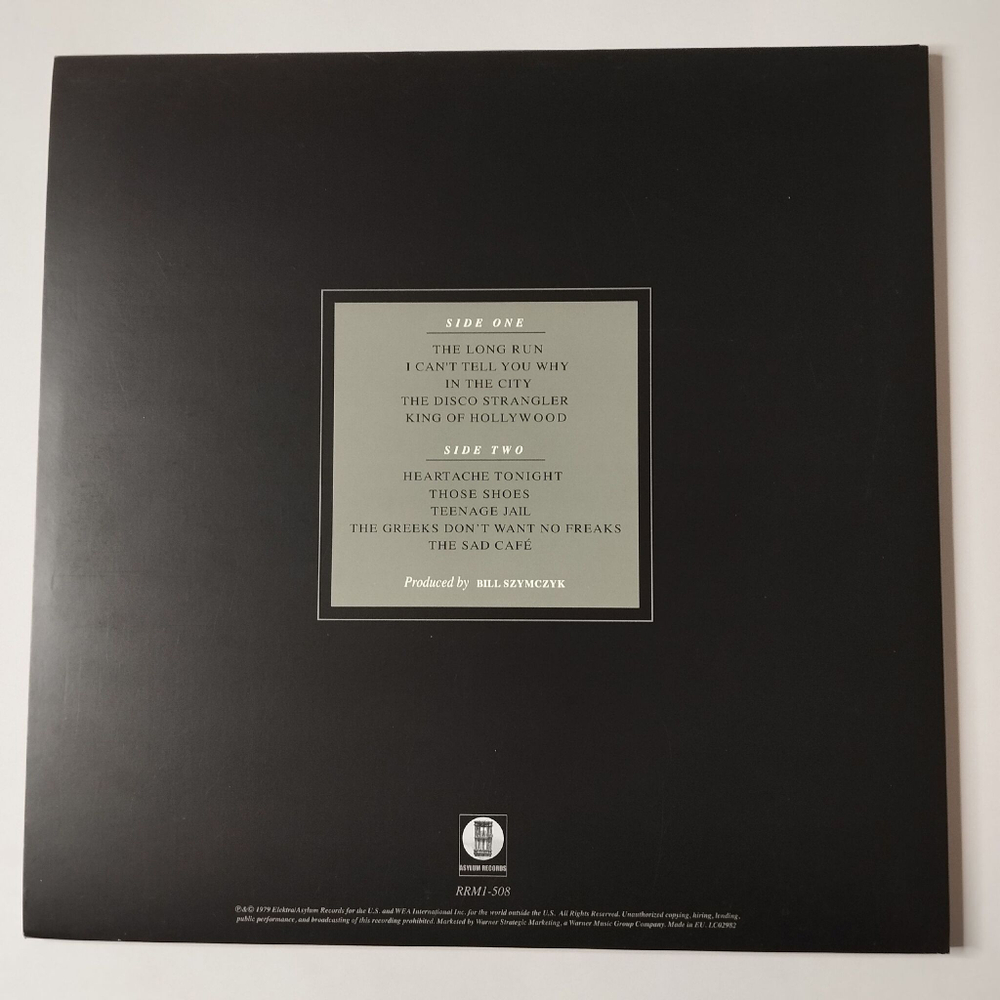 SIDE ONE
THE LONG RUN
I CAN'T TELL YOU WHY
IN THE CITY
THE DISCO STRANGLER
KING OF HOLLYWOOD
SIDE TWO
HEARTACHE TONIGHT
THOSE SHOES
TEENAGE JAIL
THE GREEKS DON'T WANT NO FREAKS
THE SAD CAFÉ
Produced by BILL SZYMCZYK
ASYLUM RECORDS
RRM1-508
℗&© 1979 Elektra/Asylum Records for the U.S. and WEA International Inc. for the world outside the U.S. All Rights Reserved. Unauthorized copying, hiring, lending,
public performance, and broadcasting of this recording prohibited. Marketed by Warner Strategic Marketing, a Warner Music Group Company. Made in EU. LC02982